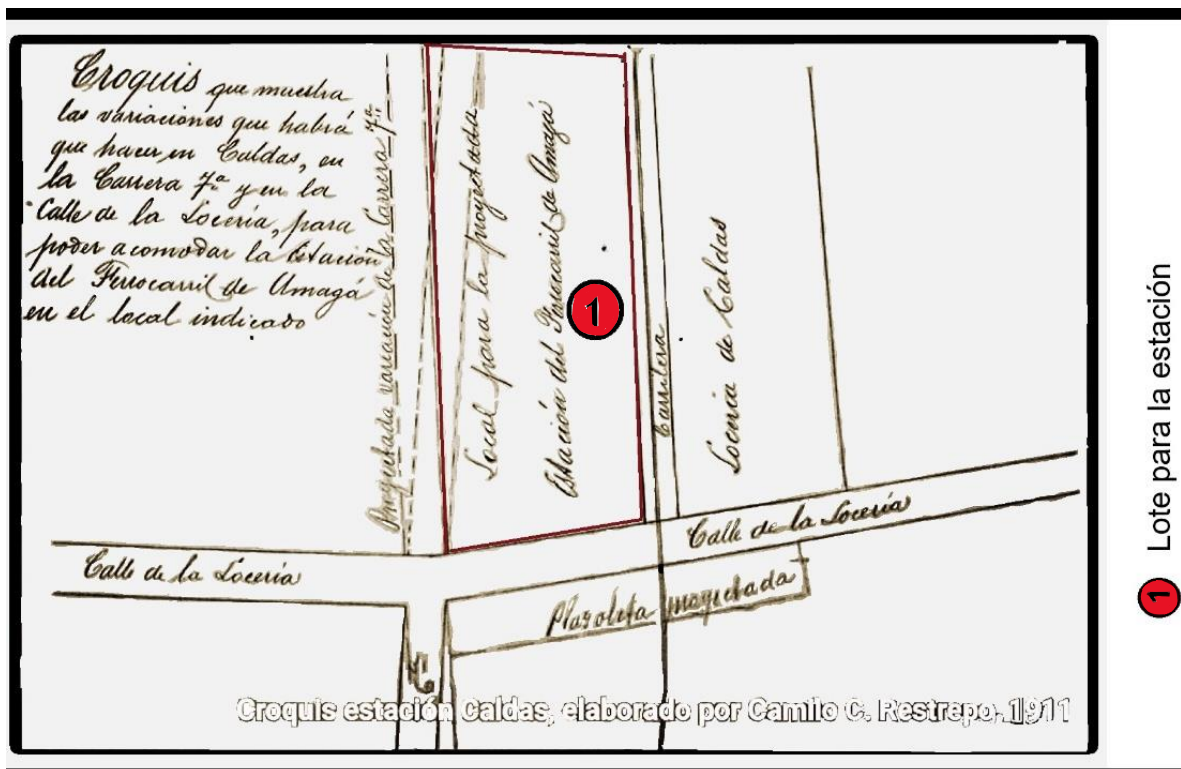 Croquis que muestra
las variaciones que habrá
que hacer en Caldas, en
la Carrera 7ª y en la
Calle de la Locería, para
poder acomodar la Estación
del Ferrocarril de Amagá
en el local indicado
Proyectada variación de la Carrera 7ª
Local para la proyectada
Estación del Ferrocarril de Amagá
1
Carrilera
Locería de Caldas
Calle de la Locería
Calle de la Locería
Plazoleta proyectada
Croquis estación Caldas, elaborado por Camilo C. Restrepo. 1911
1 Lote para la estación